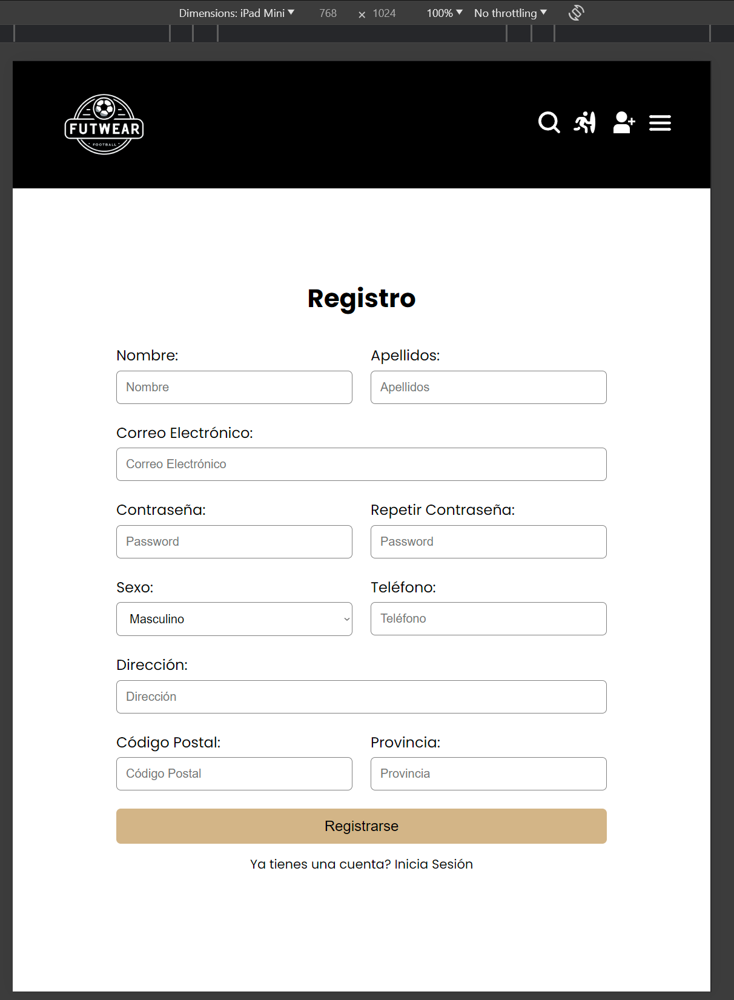 Dimensions: iPad Mini 768 × 1024 100% No throttling
FUTWEAR
FOOTBALL
Registro
Nombre: Apellidos:
Nombre Apellidos
Correo Electrónico:
Correo Electrónico
Contraseña: Repetir Contraseña:
Password Password
Sexo: Teléfono:
Masculino Teléfono
Dirección:
Dirección
Código Postal: Provincia:
Código Postal Provincia
Registrarse
Ya tienes una cuenta? Inicia Sesión